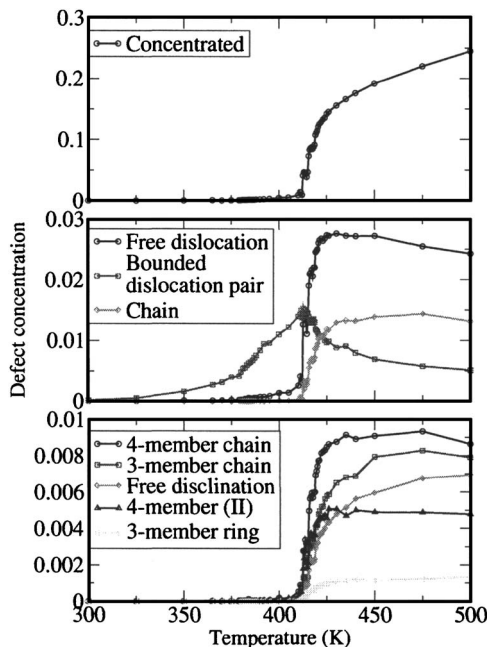 0.3
Concentrated
0.2
0.1
0
0.03
Free dislocation
Bounded
dislocation pair
Chain
0.02
0.01
0
Defect concentration
0.01
4-member chain
3-member chain
Free disclination
4-member (II)
3-member ring
0.008
0.006
0.004
0.002
0
300 350 400 450 500
Temperature (K)